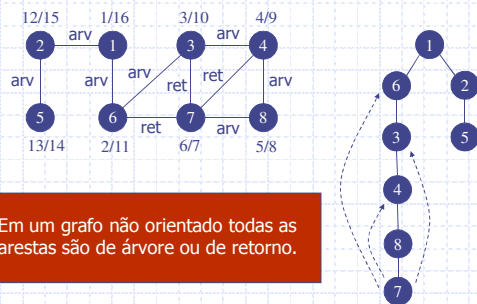 12/15 1/16 3/10 4/9
2 arv 1 3 arv 4
1
arv arv arv ret ret arv
6 2
5 6 ret 7 arv 8
13/14 2/11 6/7 5/8
3 5
4
8
7
Em um grafo não orientado todas as
arestas são de árvore ou de retorno.